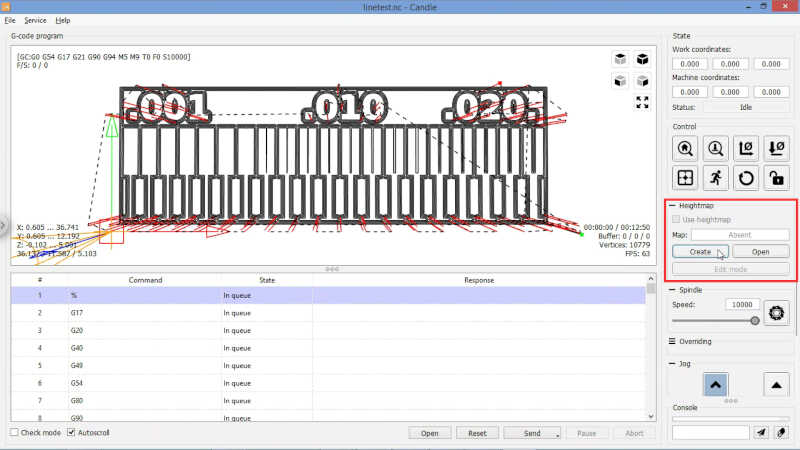 linetest.nc - Candle
File Service Help
G-code program
[GC:G0 G54 G17 G21 G90 G94 M5 M9 T0 F0 S10000]
F/S: 0 / 0
.001 .010 .020
X: 0.605 ... 36.741
Y: 0.605 ... 12.192
Z: -0.102 ... 5.001
36.137 / 11.587 / 5.103
00:00:00 / 00:12:50
Buffer: 0 / 0 / 0
Vertices: 10779
FPS: 63
# Command State Response
1 % In queue
2 G17 In queue
3 G20 In queue
4 G40 In queue
5 G49 In queue
6 G54 In queue
7 G80 In queue
8 G90 In queue
Check mode Autoscroll Open Reset Send Pause Abort
State
Work coordinates:
0.000 0.000 0.000
Machine coordinates:
0.000 0.000 0.000
Status: Idle
Control
Heightmap
Use heightmap
Map: Absent
Create Open
Edit mode
Spindle
Speed: 10000
Overriding
Jog
Console